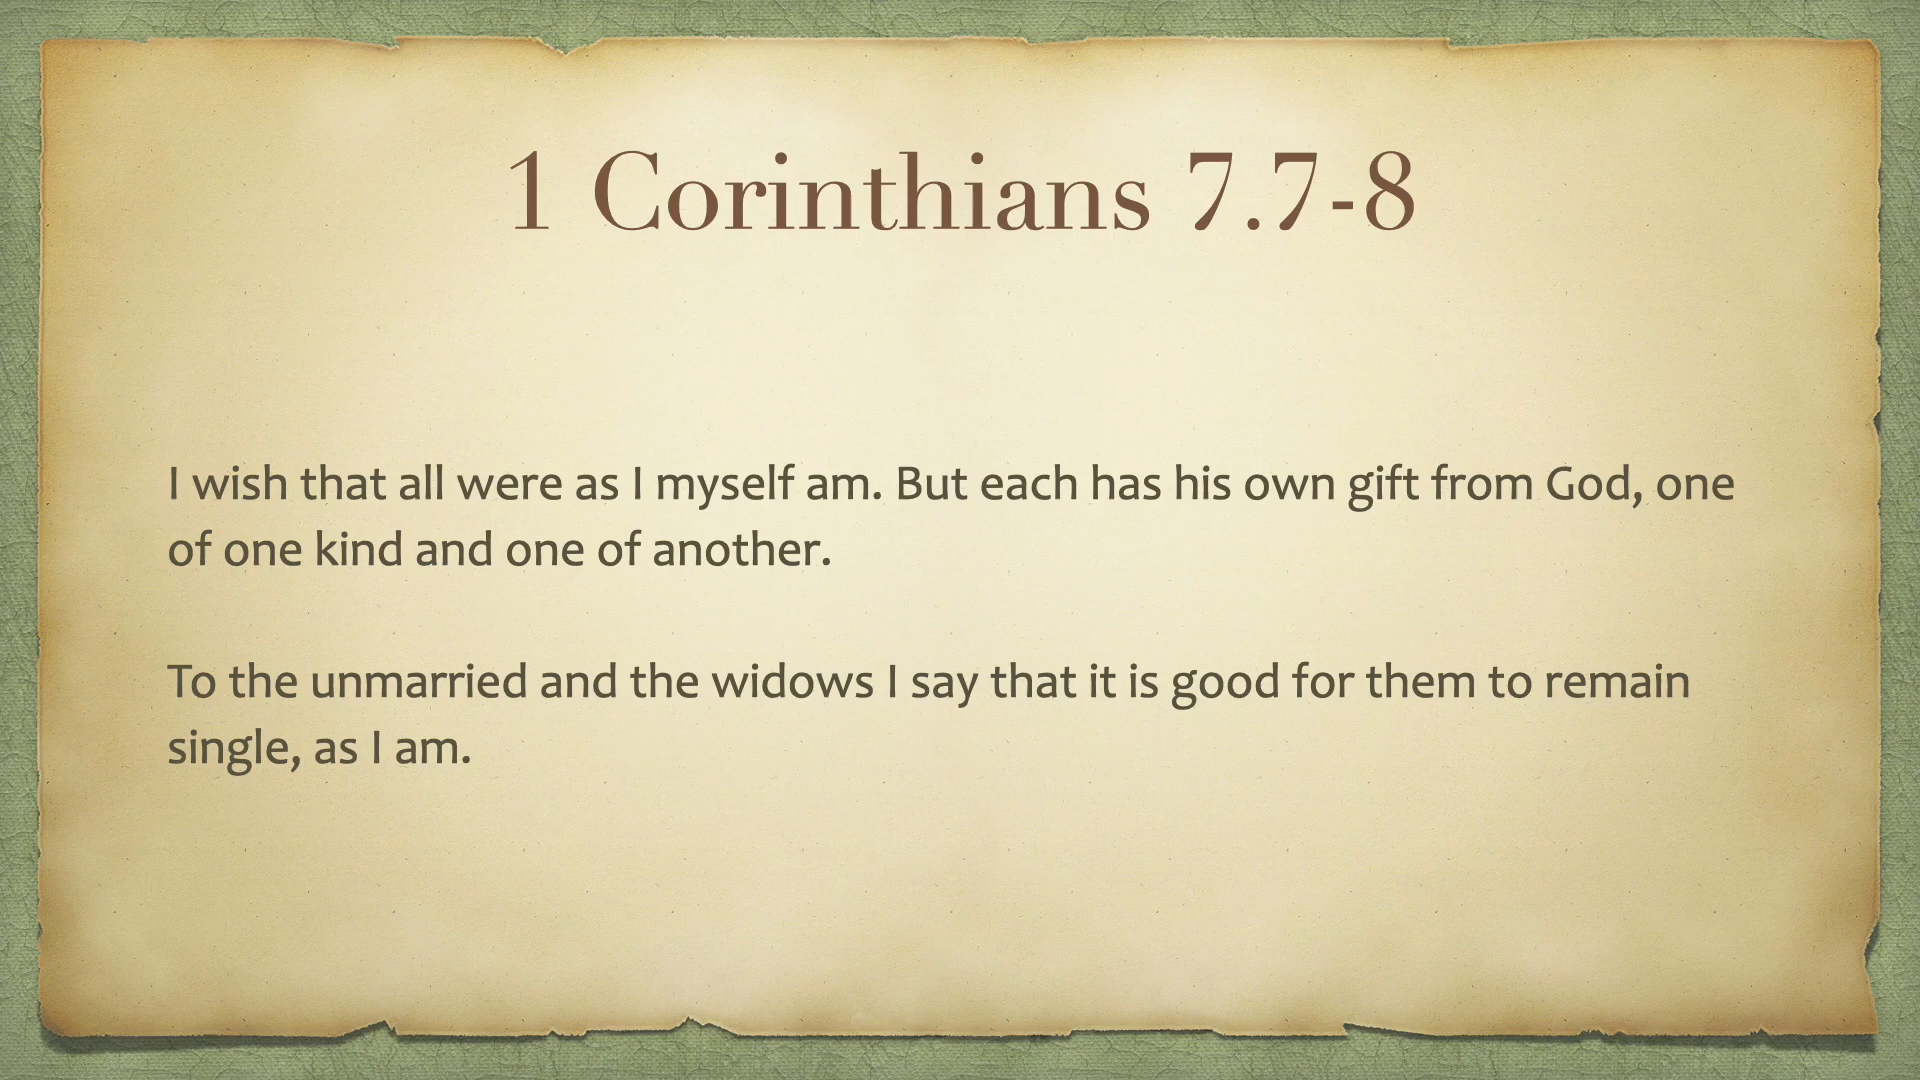 1 Corinthians 7.7-8
I wish that all were as I myself am. But each has his own gift from God, one
of one kind and one of another.
To the unmarried and the widows I say that it is good for them to remain
single, as I am.